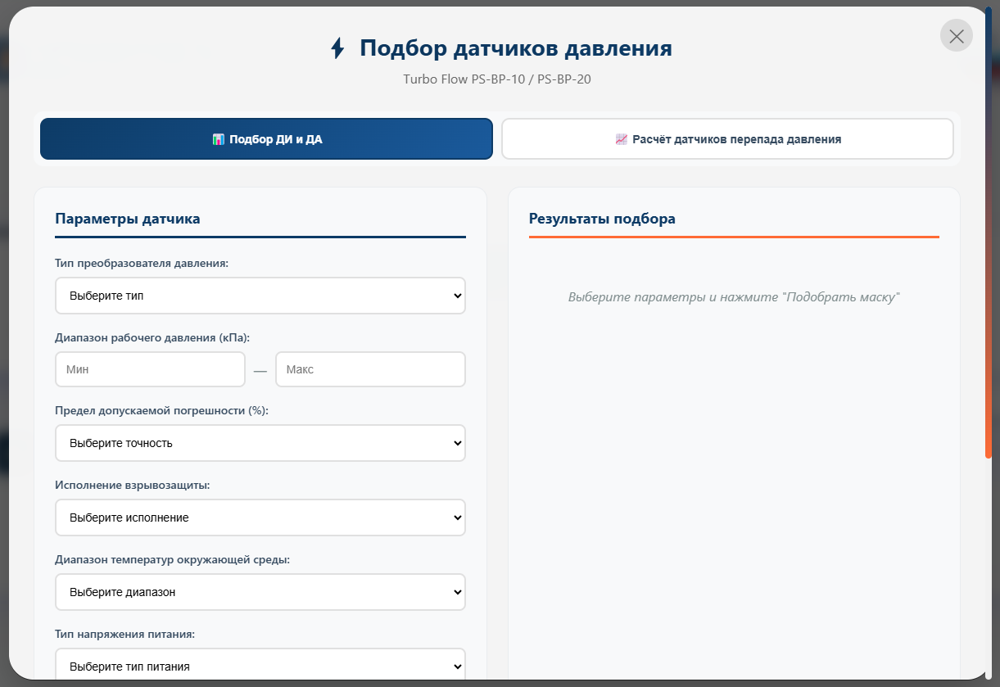 Подбор датчиков давления
Turbo Flow PS-BP-10 / PS-BP-20
Подбор ДИ и ДА
Расчёт датчиков перепада давления
Параметры датчика
Тип преобразователя давления:
Выберите тип
Диапазон рабочего давления (кПа):
Мин — Макс
Предел допускаемой погрешности (%):
Выберите точность
Исполнение взрывозащиты:
Выберите исполнение
Диапазон температур окружающей среды:
Выберите диапазон
Тип напряжения питания:
Выберите тип питания
Результаты подбора
Выберите параметры и нажмите "Подобрать маску"